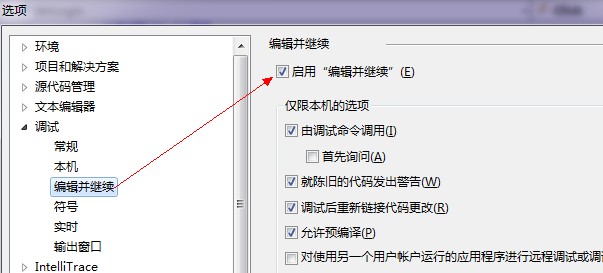 选项
Click
环境
项目和解决方案
源代码管理
文本编辑器
调试
常规
本机
编辑并继续
符号
实时
输出窗口
IntelliTrace
编辑并继续
启用“编辑并继续”(E)
仅限本机的选项
由调试命令调用(I)
首先询问(A)
就陈旧的代码发出警告(W)
调试后重新链接代码更改(R)
允许预编译(P)
对使用另一个用户帐户运行的应用程序进行远程调试或调